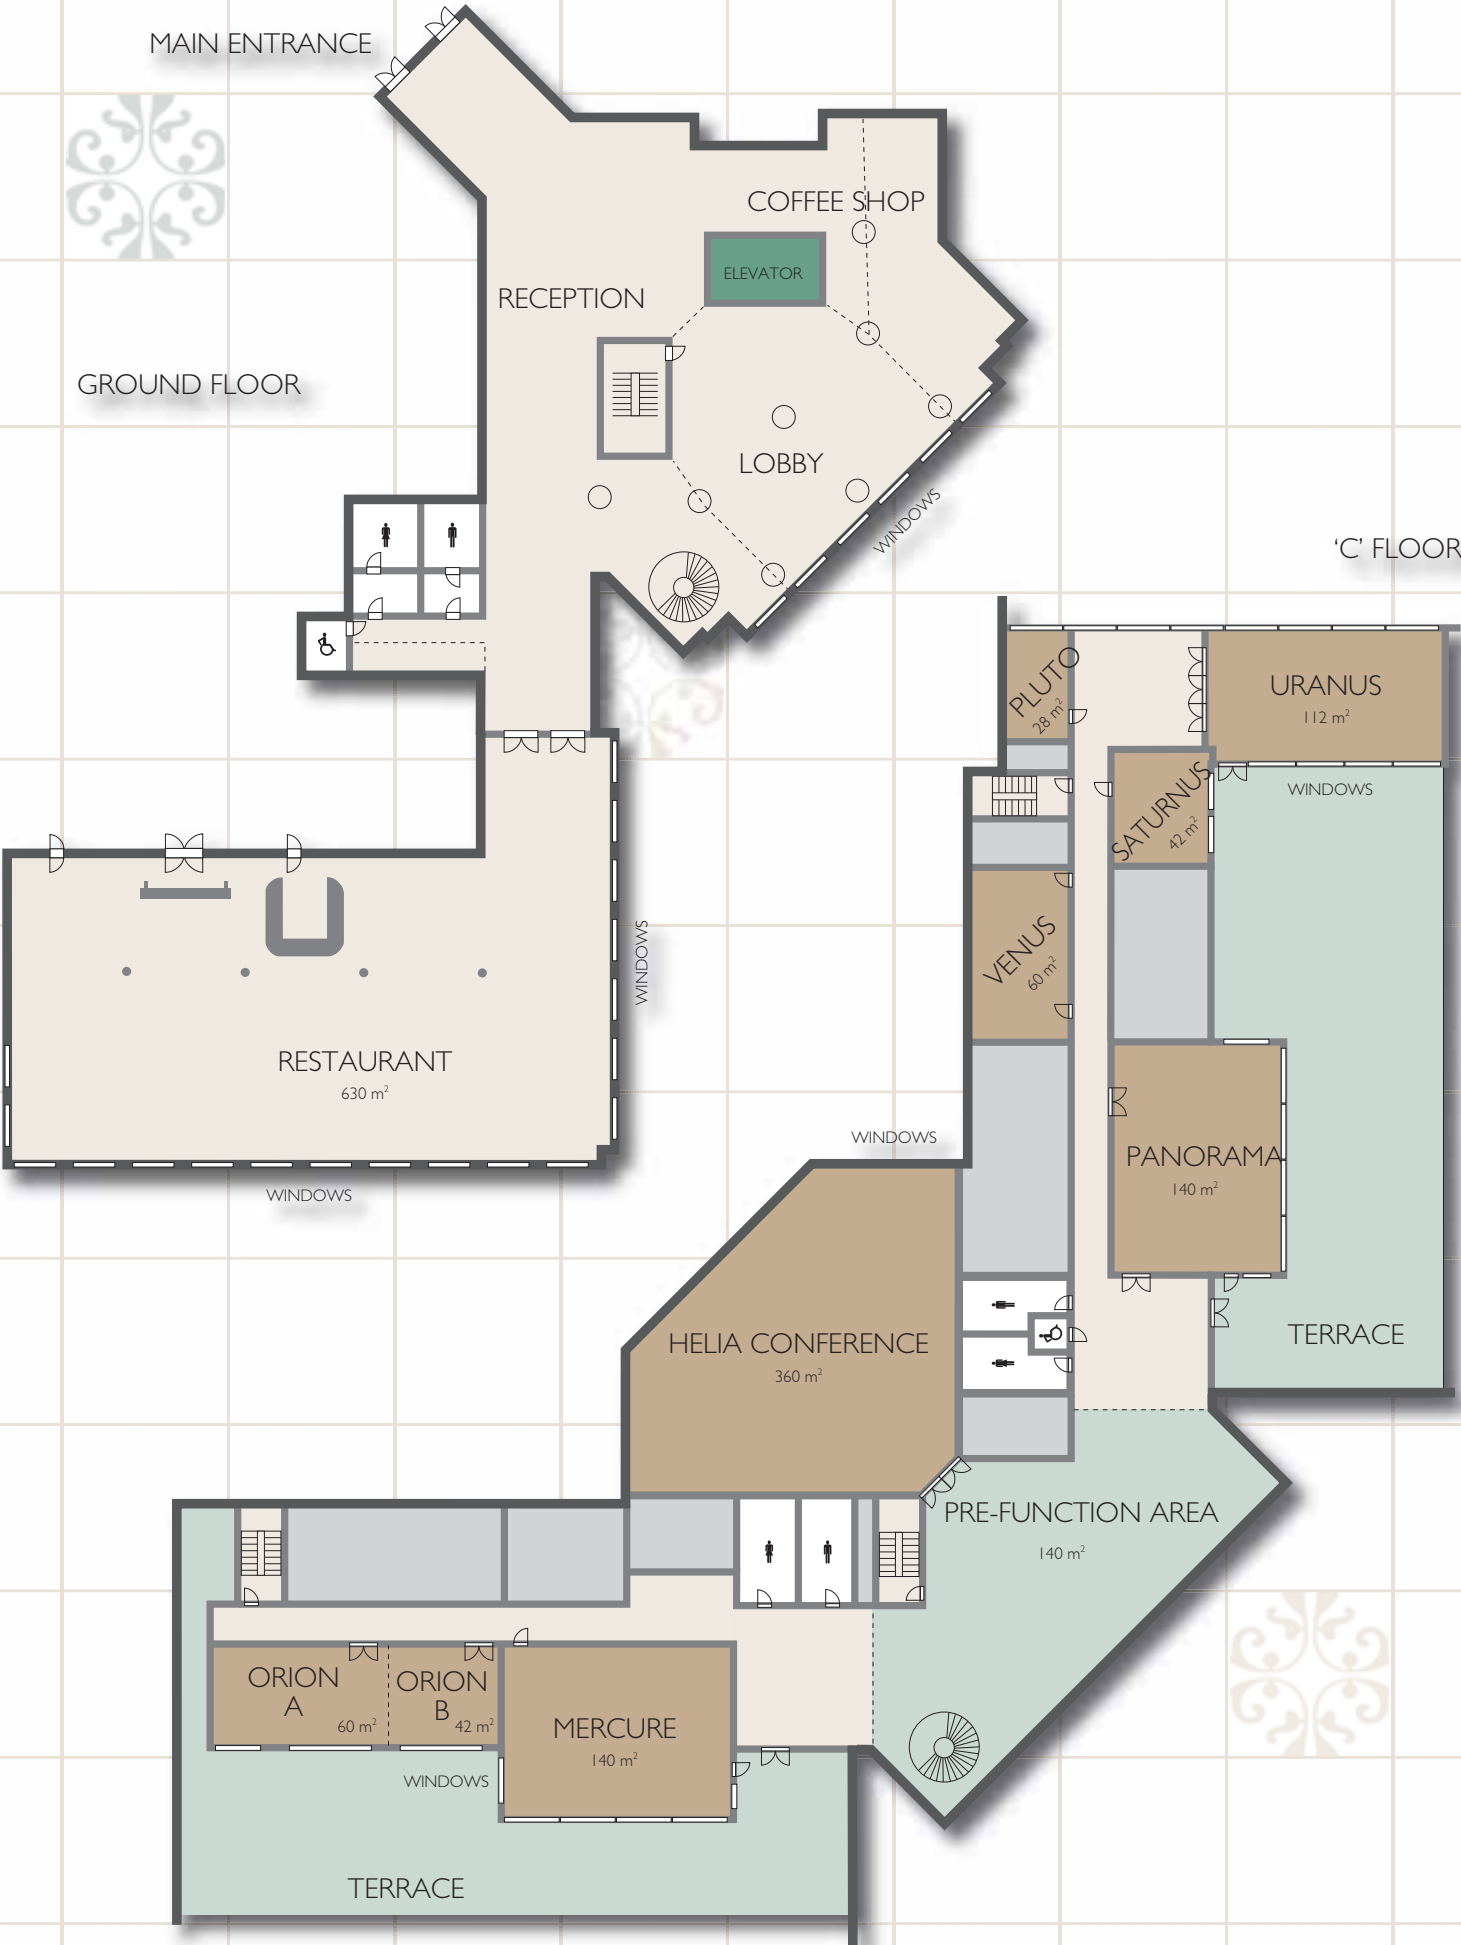 MAIN ENTRANCE
COFFEE SHOP
ELEVATOR
RECEPTION
GROUND FLOOR
LOBBY
WINDOWS
‘C’ FLOOR
PLUTO
28 m²
URANUS
112 m²
WINDOWS
SATURNUS
42 m²
VENUS
60 m²
WINDOWS
RESTAURANT
630 m²
WINDOWS
WINDOWS
PANORAMA
140 m²
HELIA CONFERENCE
360 m²
TERRACE
PRE-FUNCTION AREA
140 m²
ORION
A
60 m²
ORION
B
42 m²
MERCURE
140 m²
WINDOWS
TERRACE